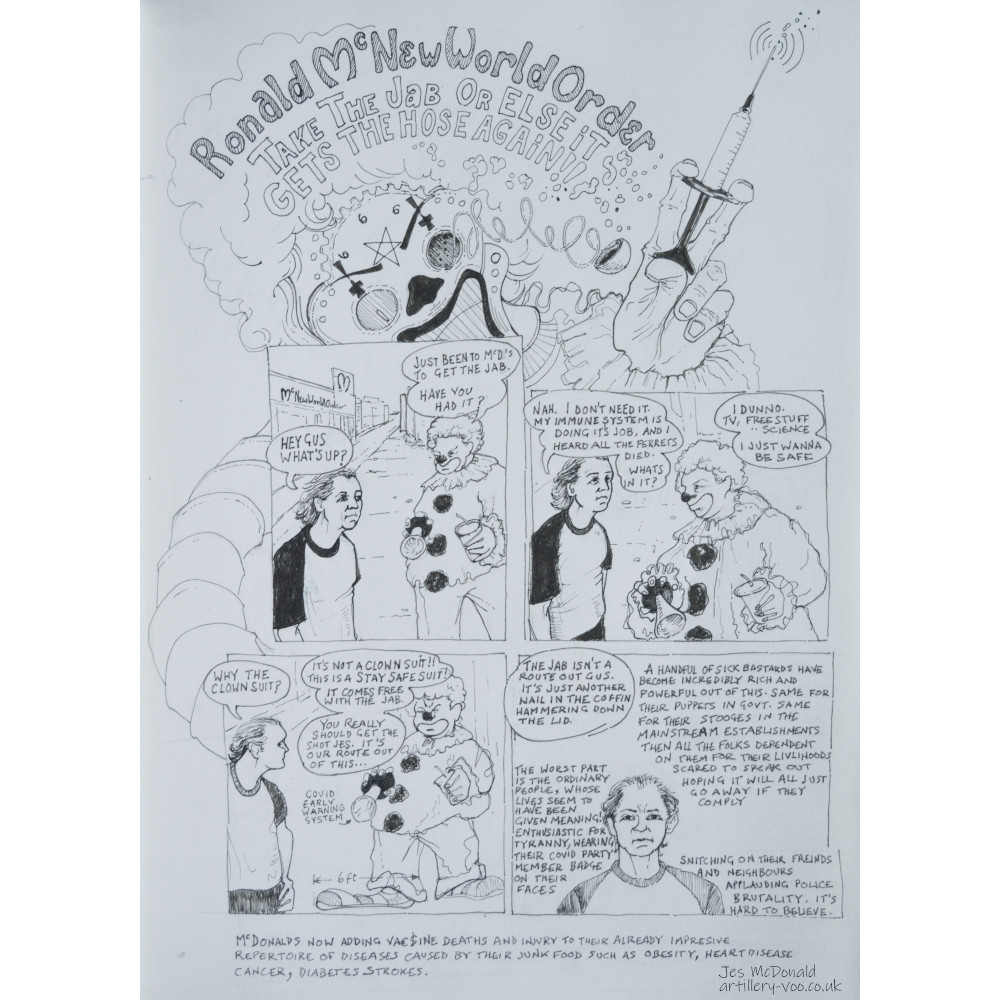 Ronald McNewWorldOrder
TAKE THE JAB OR ELSE iT
GETS THE HOSE AGAIN!!
6 6
6
JUST BEEN TO McD.'s
TO GET THE JAB.
HAVE YOU
HAD IT?
M
McNewWorldOrder
HEY GUS
WHAT'S UP?
NAH. I DON'T NEED IT.
MY IMMUNE SYSTEM IS
DOING IT'S JOB, AND I
HEARD ALL THE FERRETS
DIED.
WHATS
IN IT?
I DUNNO.
TV, FREE STUFF
.. SCIENCE
I JUST WANNA
BE SAFE
WHY THE
CLOWN SUIT?
IT'S NOT A CLOWN SUIT!!
THIS IS A STAY SAFE SUIT!
IT COMES FREE
WITH THE JAB.
YOU REALLY
SHOULD GET THE
SHOT JES. IT'S
OUR ROUTE OUT
OF THIS...
COVID
EARLY
WARNING
SYSTEM
6 ft
THE JAB ISN'T A
ROUTE OUT GUS.
IT'S JUST ANOTHER
NAIL IN THE COFFIN
HAMMERING DOWN
THE LID.
A HANDFUL OF SICK BASTARDS HAVE
BECOME INCREDIBLY RICH AND
POWERFUL OUT OF THIS. SAME FOR
THEIR PUPPETS IN GOVT. SAME
FOR THEIR STOOGES IN THE
MAINSTREAM ESTABLISHMENTS
THEN ALL THE FOLKS DEPENDENT
ON THEM FOR THEIR LIVLIHOODS
SCARED TO SPEAK OUT
HOPING IT WILL ALL JUST
GO AWAY IF THEY
COMPLY
THE WORST PART
IS THE ORDINARY
PEOPLE, WHOSE
LIVES SEEM TO
HAVE BEEN
GIVEN MEANING!
ENTHUSIASTIC FOR
TYRANNY, WEARING
THEIR COVID PARTY
MEMBER BADGE
ON THEIR
FACES
SNITCHING ON THEIR FREINDS
AND NEIGHBOURS
APPLAUDING POLICE
BRUTALITY. IT'S
HARD TO BELIEVE.
McDONALDS NOW ADDING VAC$INE DEATHS AND INJURY TO THEIR ALREADY IMPRESIVE
REPERTOIRE OF DISEASES CAUSED BY THEIR JUNK FOOD SUCH AS OBESITY, HEART DISEASE
CANCER, DIABETES STROKES.
Jes McDonald
artillery-voo.co.uk